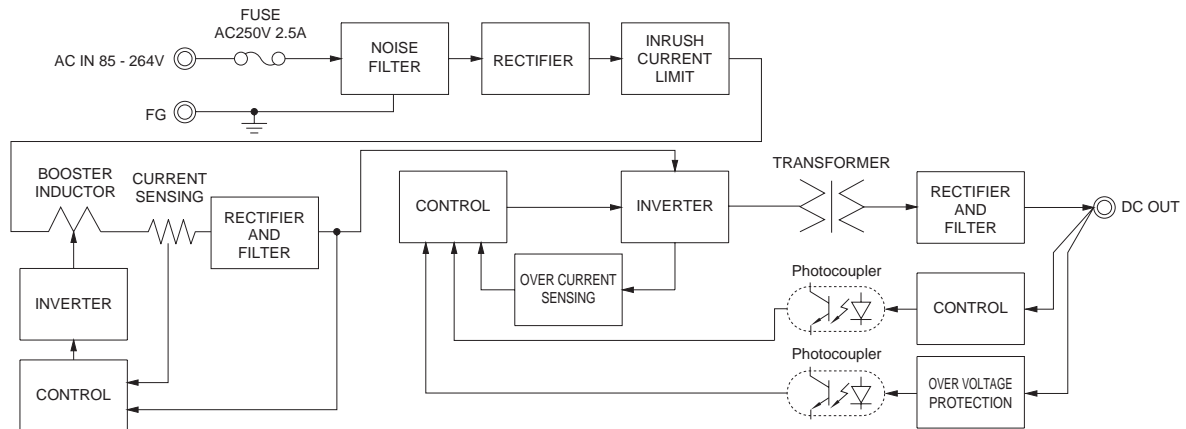 FUSE
AC250V 2.5A
AC IN 85 - 264V
NOISE
FILTER
RECTIFIER
INRUSH
CURRENT
LIMIT
FG
BOOSTER
INDUCTOR
CURRENT
SENSING
RECTIFIER
AND
FILTER
CONTROL
INVERTER
TRANSFORMER
RECTIFIER
AND
FILTER
DC OUT
OVER CURRENT
SENSING
INVERTER
CONTROL
Photocoupler
CONTROL
Photocoupler
OVER VOLTAGE
PROTECTION